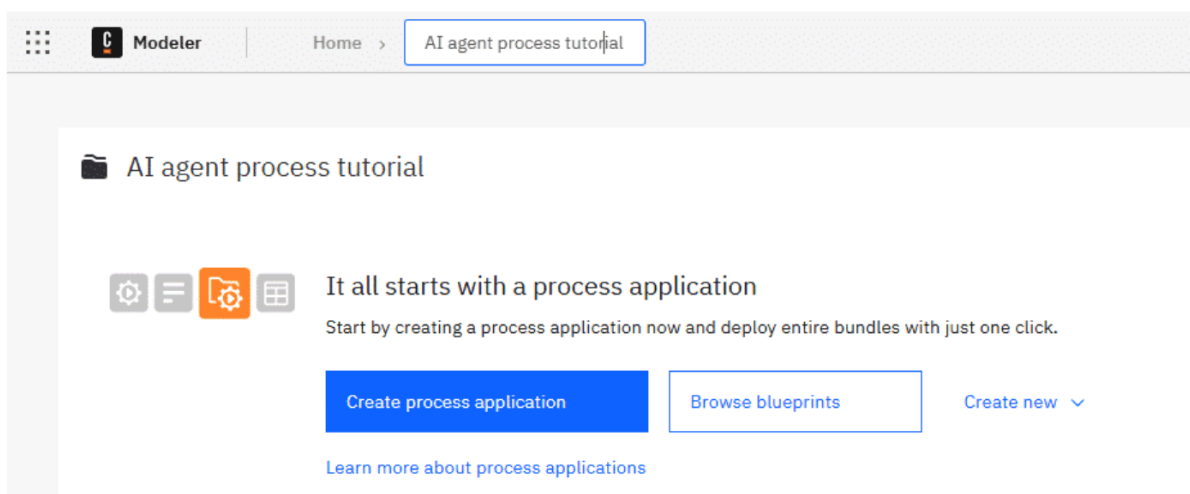 C Modeler Home > AI agent process tutorial
AI agent process tutorial
It all starts with a process application
Start by creating a process application now and deploy entire bundles with just one click.
Create process application Browse blueprints Create new
Learn more about process applications